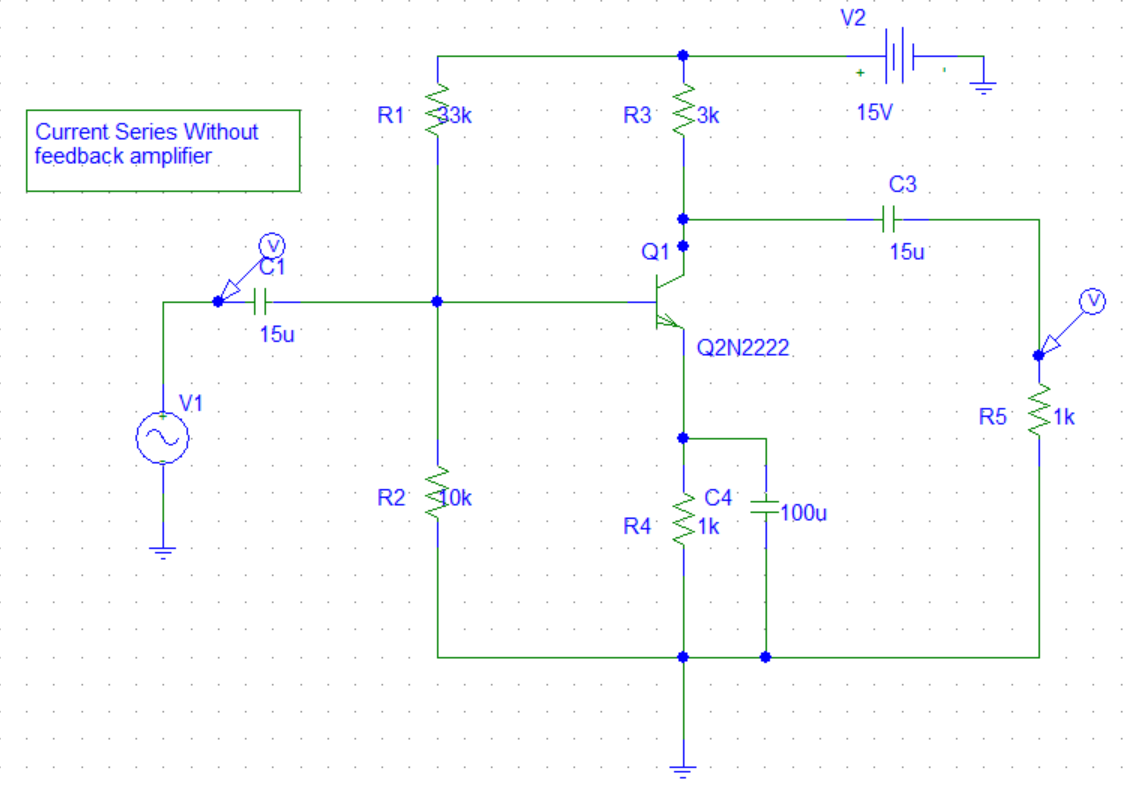 V2
+
-
15V
R1
33k
R3
3k
Current Series Without
feedback amplifier
C3
15u
V
C1
15u
Q1
Q2N2222
V
V1
+
-
R5
1k
R2
10k
C4
100u
R4
1k